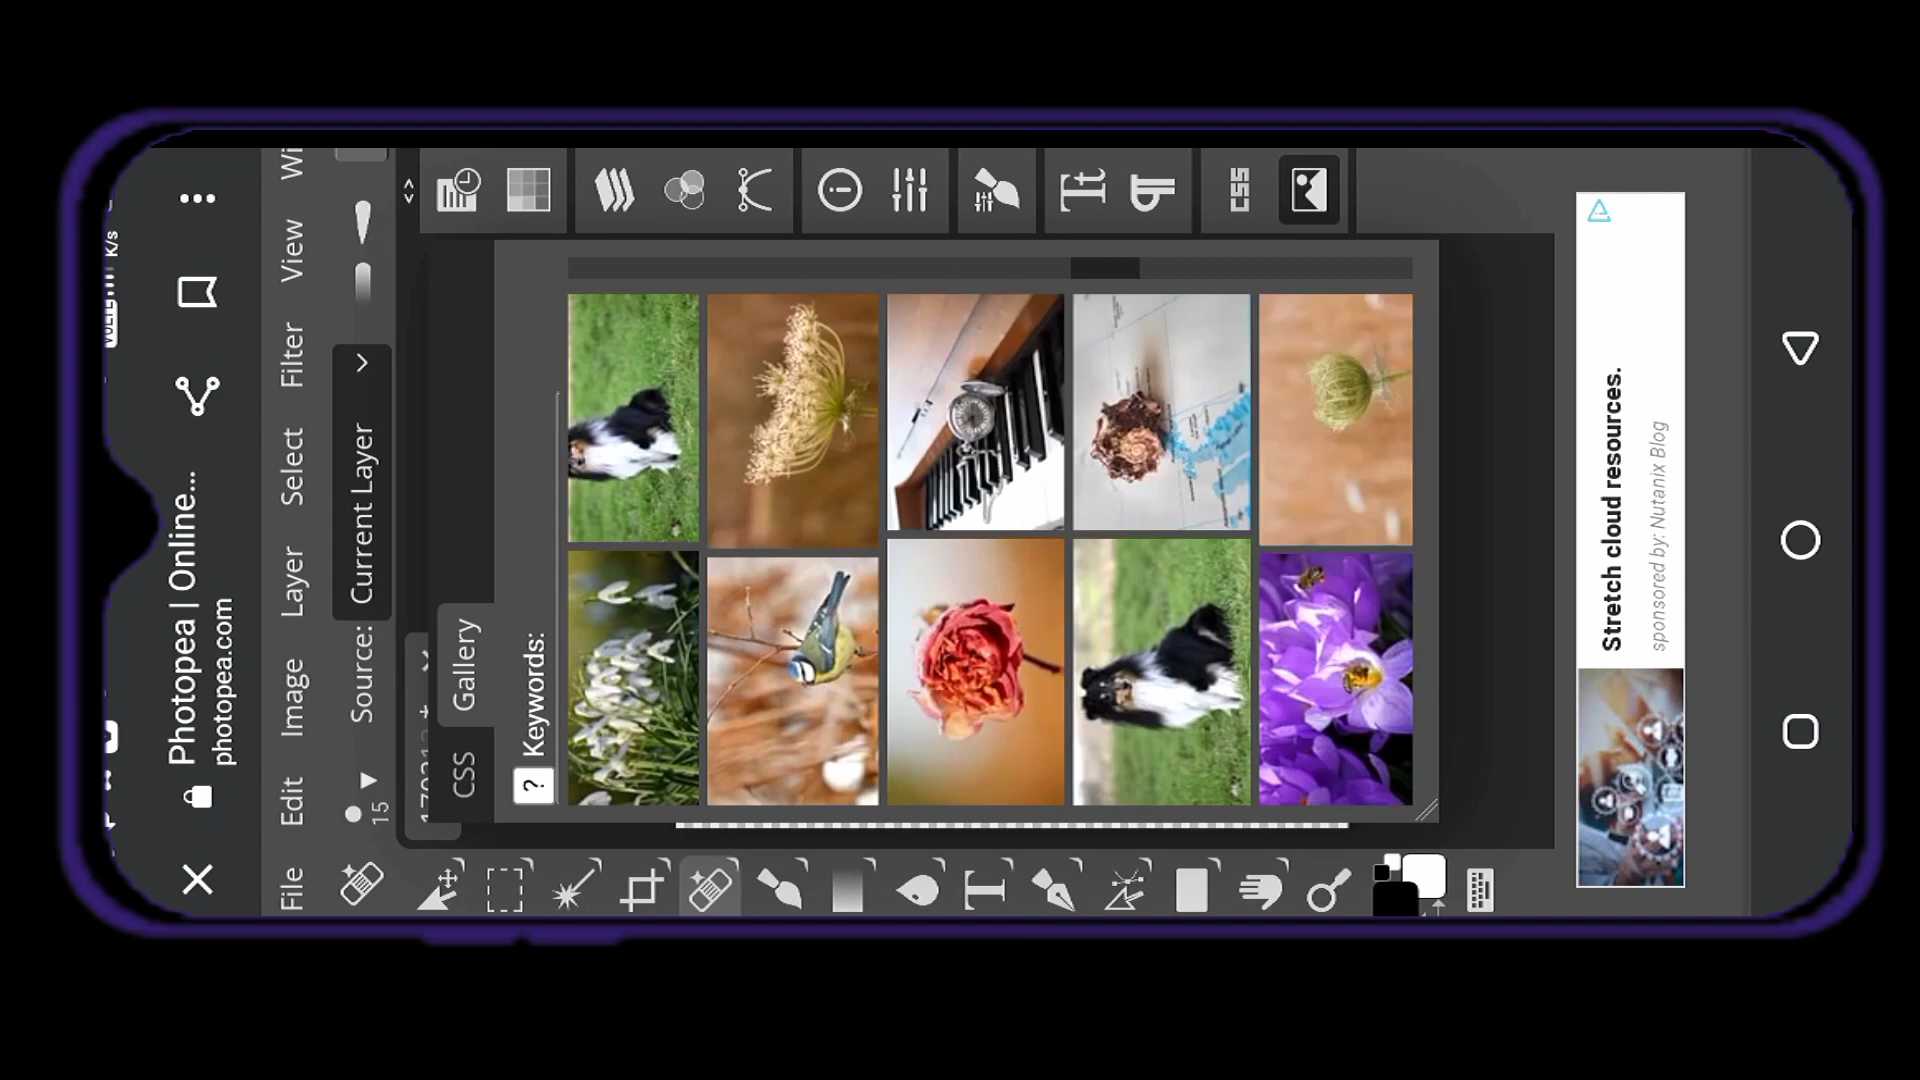 K/s
Photopea | Online...
photopea.com
File Edit Image Layer Select Filter View Wi
15 Source: Current Layer
< >
CSS Gallery
? Keywords:
CSS
Stretch cloud resources.
sponsored by: Nutanix Blog